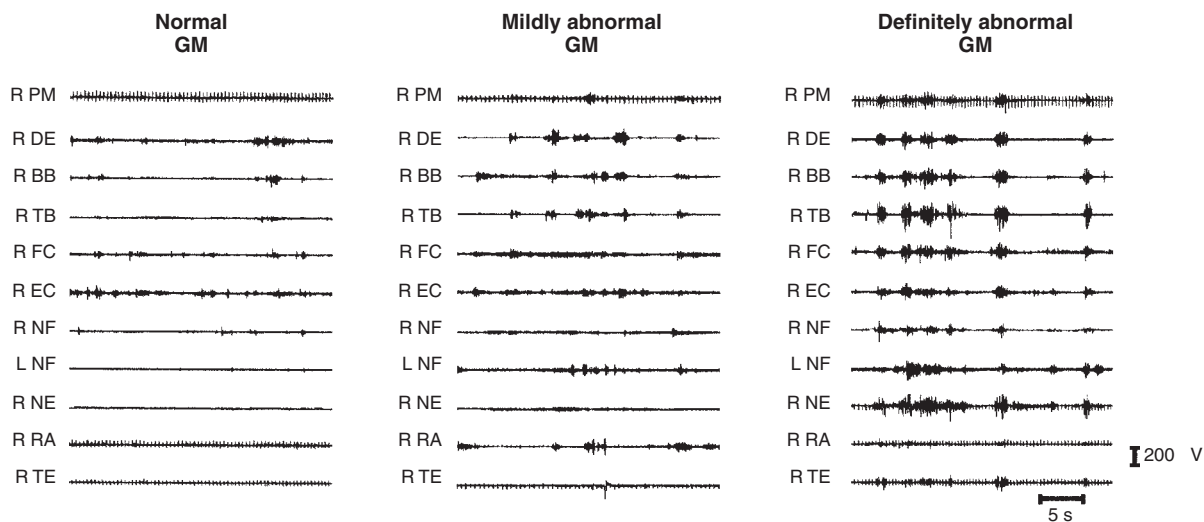 Normal
GM
R PM
R DE
R BB
R TB
R FC
R EC
R NF
L NF
R NE
R RA
R TE
Mildly abnormal
GM
R PM
R DE
R BB
R TB
R FC
R EC
R NF
L NF
R NE
R RA
R TE
Definitely abnormal
GM
R PM
R DE
R BB
R TB
R FC
R EC
R NF
L NF
R NE
R RA
R TE
200 V
5 s